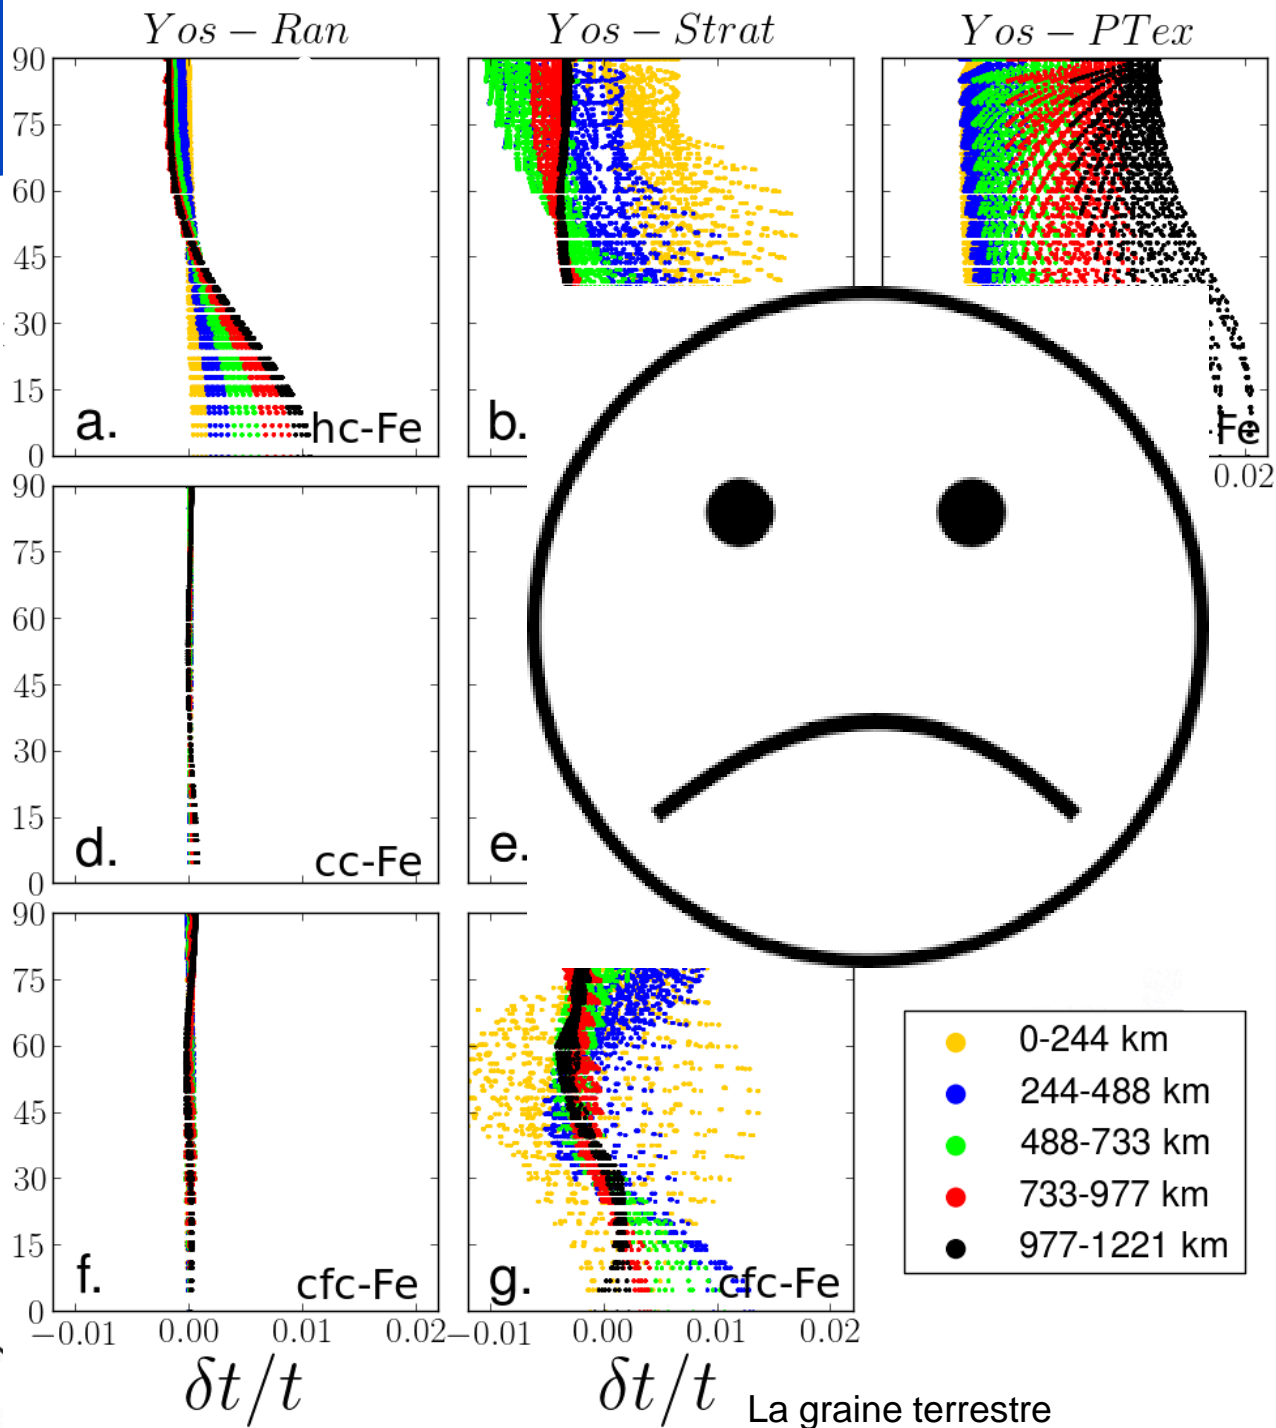 Yos − Ran
Yos − Strat
Yos − PTex
90
75
60
45
30
15
0
a.
hc-Fe
b.
Fe
0.02
90
75
60
45
30
15
0
d.
cc-Fe
e.
90
75
60
45
30
15
0
f.
cfc-Fe
g.
cfc-Fe
−0.01 0.00 0.01 0.02
−0.01 0.00 0.01 0.02
δt/t
δt/t
0-244 km
244-488 km
488-733 km
733-977 km
977-1221 km
La graine terrestre